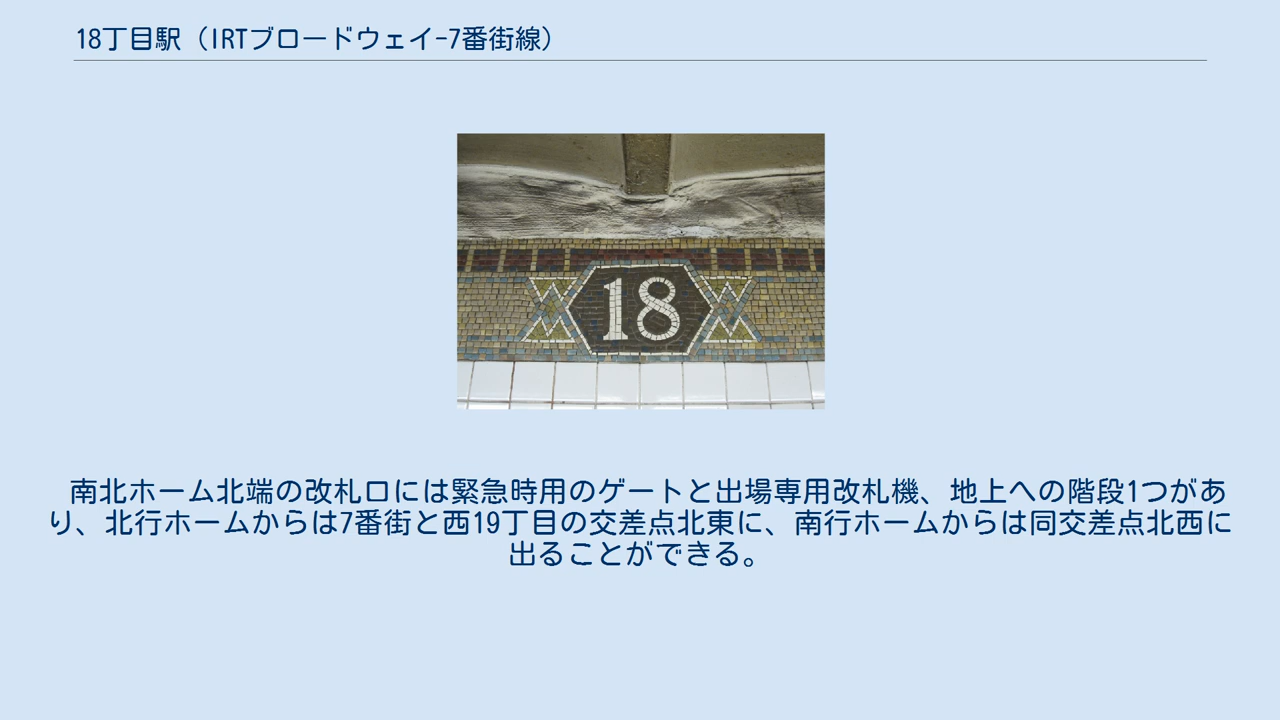 18丁目駅（IRTブロードウェイ-7番街線）
18
南北ホーム北端の改札口には緊急時用のゲートと出場専用改札機、地上への階段1つがあ
り、北行ホームからは7番街と西19丁目の交差点北東に、南行ホームからは同交差点北西に
出ることができる。